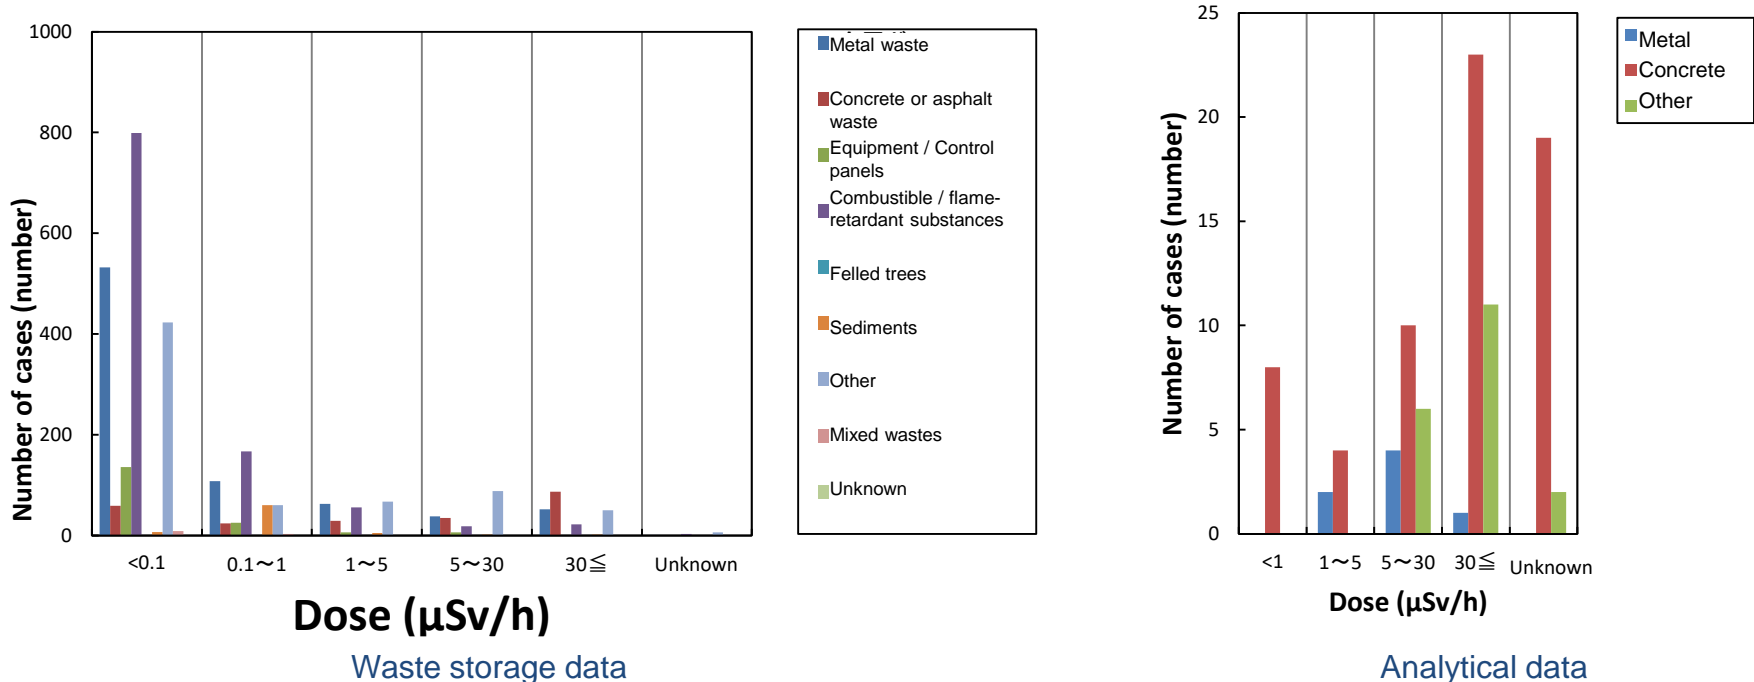 Number of cases (number)
1000
800
600
400
200
0
<0.1
0.1～1
1～5
5～30
30≦
Unknown
Dose (μSv/h)
Waste storage data
Metal waste
Concrete or asphalt
waste
Equipment / Control
panels
Combustible / flame-
retardant substances
Felled trees
Sediments
Other
Mixed wastes
Unknown
Number of cases (number)
25
20
15
10
5
0
<1
1～5
5～30
30≦
Unknown
Dose (μSv/h)
Analytical data
Metal
Concrete
Other